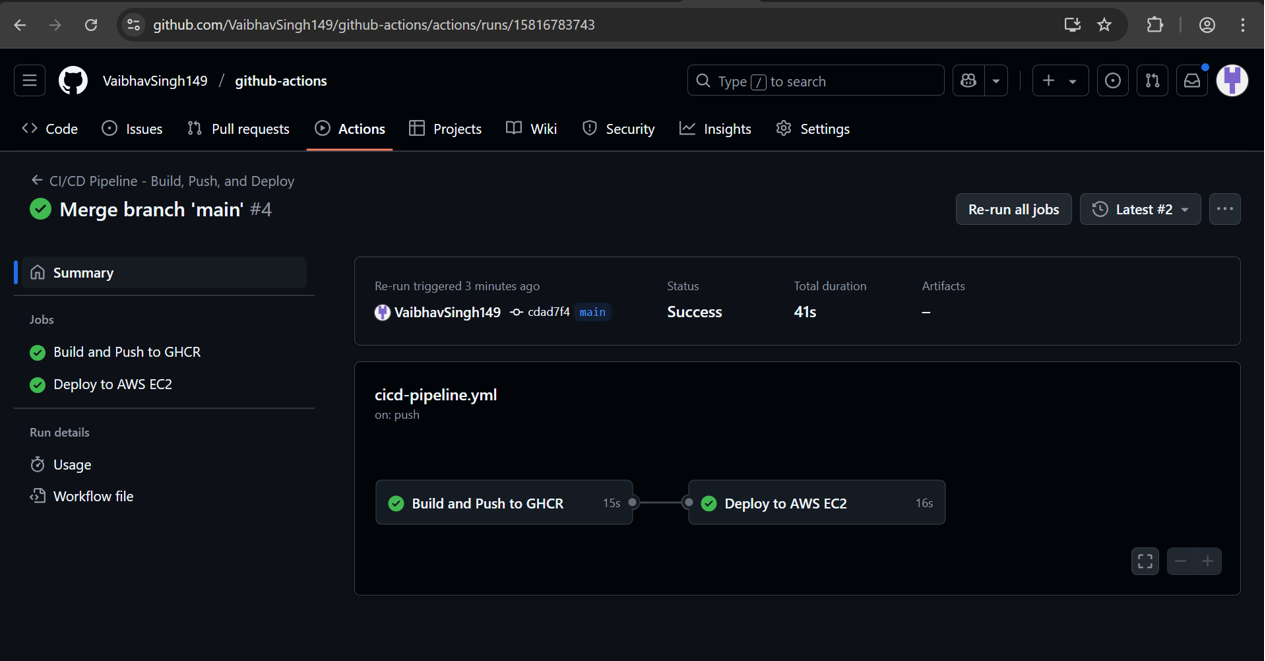 github.com/VaibhavSingh149/github-actions/actions/runs/15816783743
VaibhavSingh149 / github-actions
Type / to search
Code Issues Pull requests Actions Projects Wiki Security Insights Settings
CI/CD Pipeline - Build, Push, and Deploy
Merge branch 'main' #4
Re-run all jobs Latest #2
Summary
Jobs
Build and Push to GHCR
Deploy to AWS EC2
Run details
Usage
Workflow file
Re-run triggered 3 minutes ago Status Total duration Artifacts
VaibhavSingh149 cdad7f4 main Success 41s –
cicd-pipeline.yml
on: push
Build and Push to GHCR 15s Deploy to AWS EC2 16s